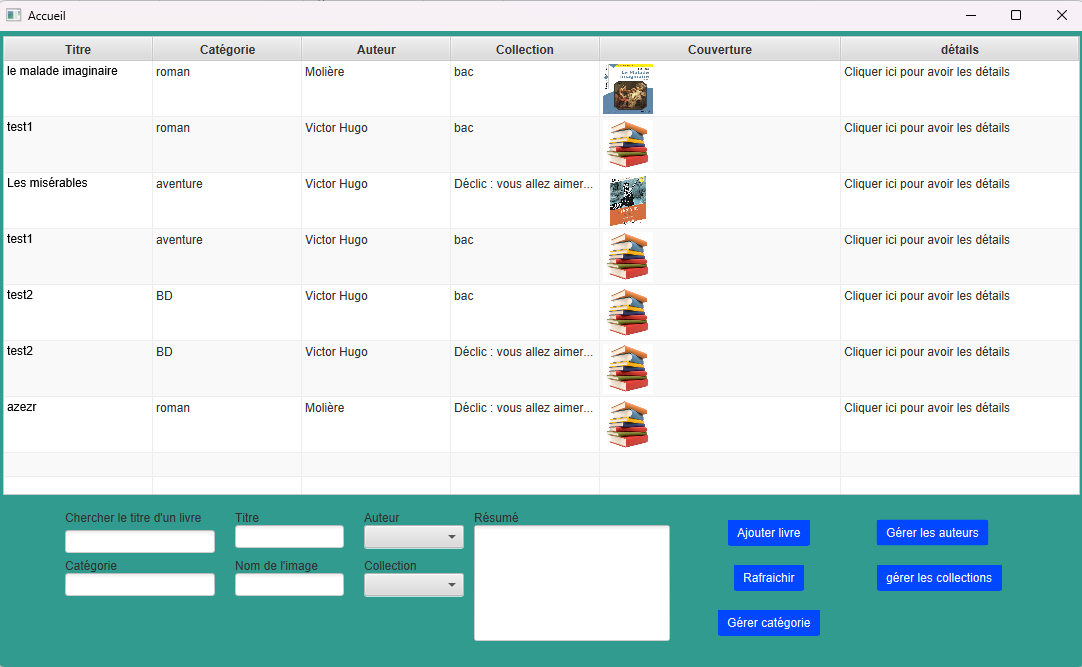 Accueil
Titre Catégorie Auteur Collection Couverture détails
le malade imaginaire roman Molière bac Le Malade imaginaire Cliquer ici pour avoir les détails
test1 roman Victor Hugo bac Cliquer ici pour avoir les détails
Les misérables aventure Victor Hugo Déclic : vous allez aimer... Cliquer ici pour avoir les détails
test1 aventure Victor Hugo bac Cliquer ici pour avoir les détails
test2 BD Victor Hugo bac Cliquer ici pour avoir les détails
test2 BD Victor Hugo Déclic : vous allez aimer... Cliquer ici pour avoir les détails
azezr roman Molière Déclic : vous allez aimer... Cliquer ici pour avoir les détails
Chercher le titre d'un livre Titre Auteur Résumé
Ajouter livre Gérer les auteurs
Catégorie Nom de l'image Collection
Rafraichir gérer les collections
Gérer catégorie